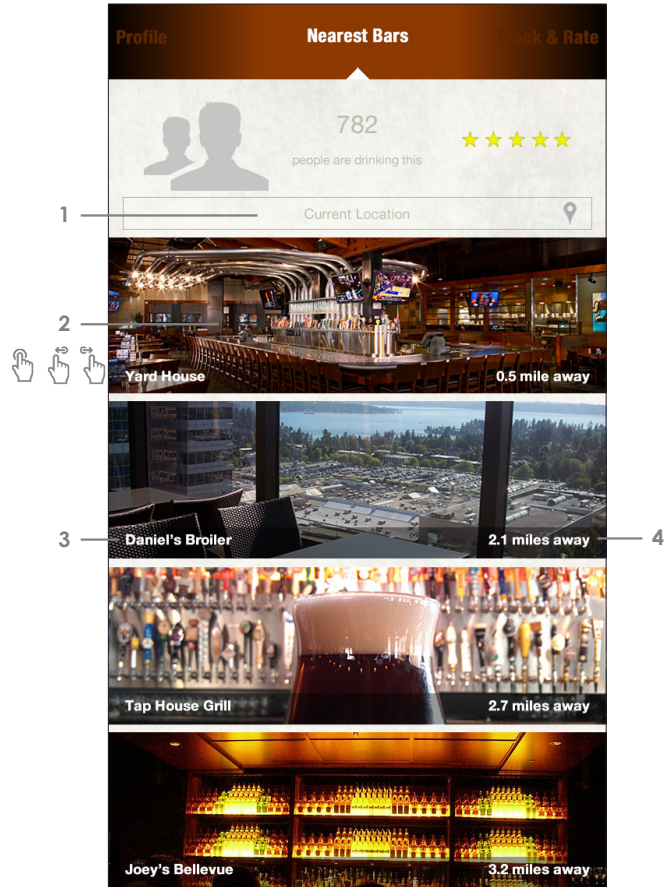 Profile
Nearest Bars
ck & Rate
782
people are drinking this
1
Current Location
2
Yard House
0.5 mile away
3
Daniel's Broiler
2.1 miles away
4
Tap House Grill
2.7 miles away
Joey's Bellevue
3.2 miles away